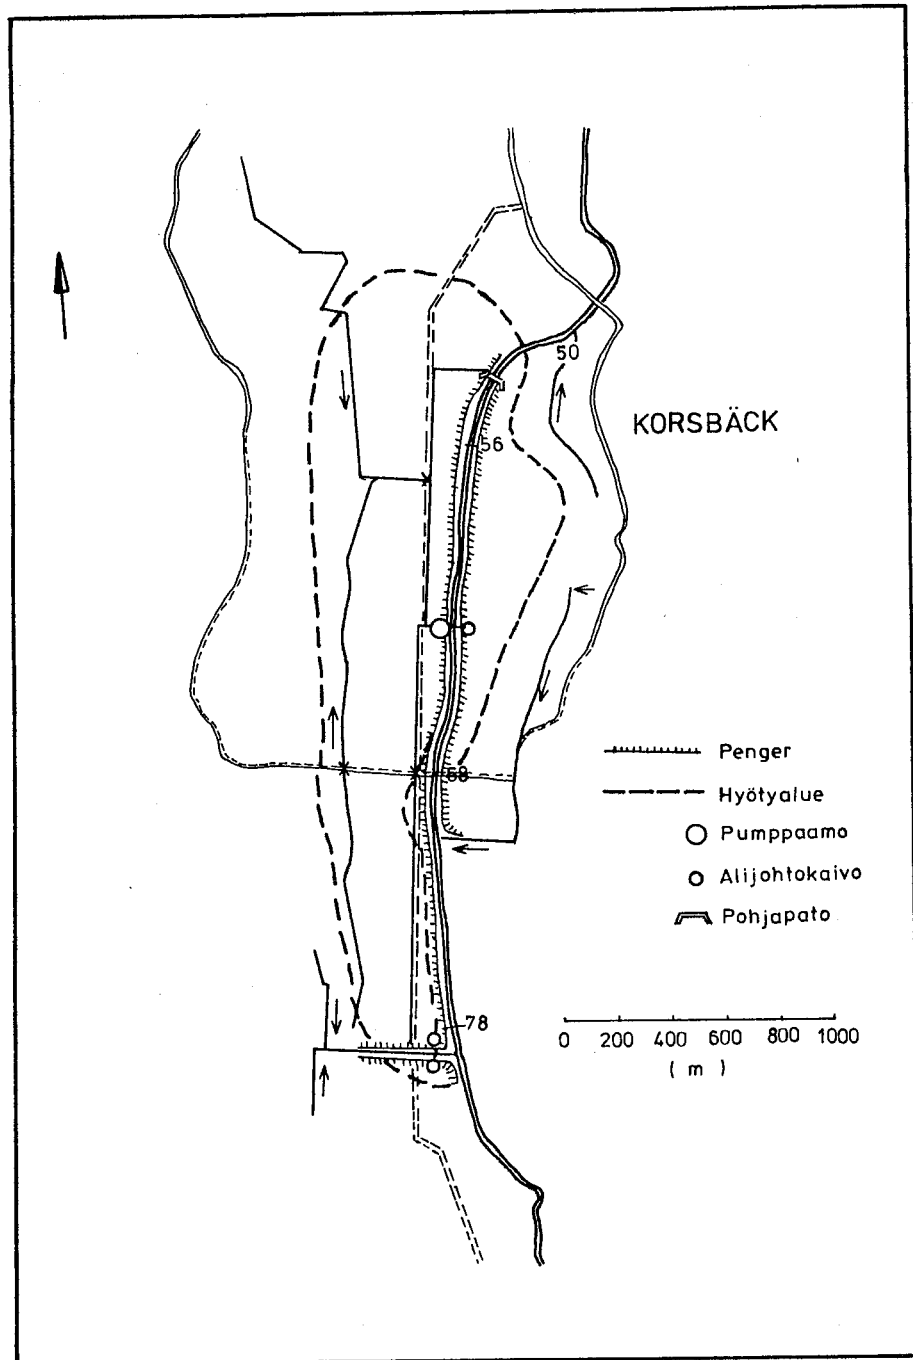 50
KORSBÄCK
56
68
Penger
Hyötyalue
Pumppaamo
Alijohtokaivo
Pohjapato
78
0 200 400 600 800 1000
( m )